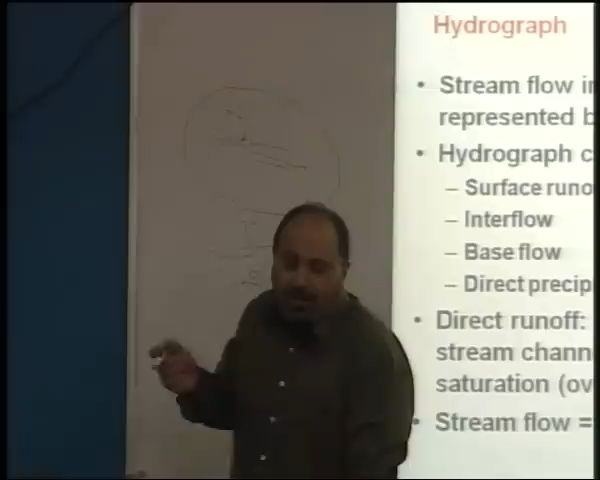 Hydrograph
• Stream flow in
represented b
• Hydrograph c
– Surface runo
– Interflow
– Base flow
– Direct precip
• Direct runoff:
stream chann
saturation (ov
• Stream flow =